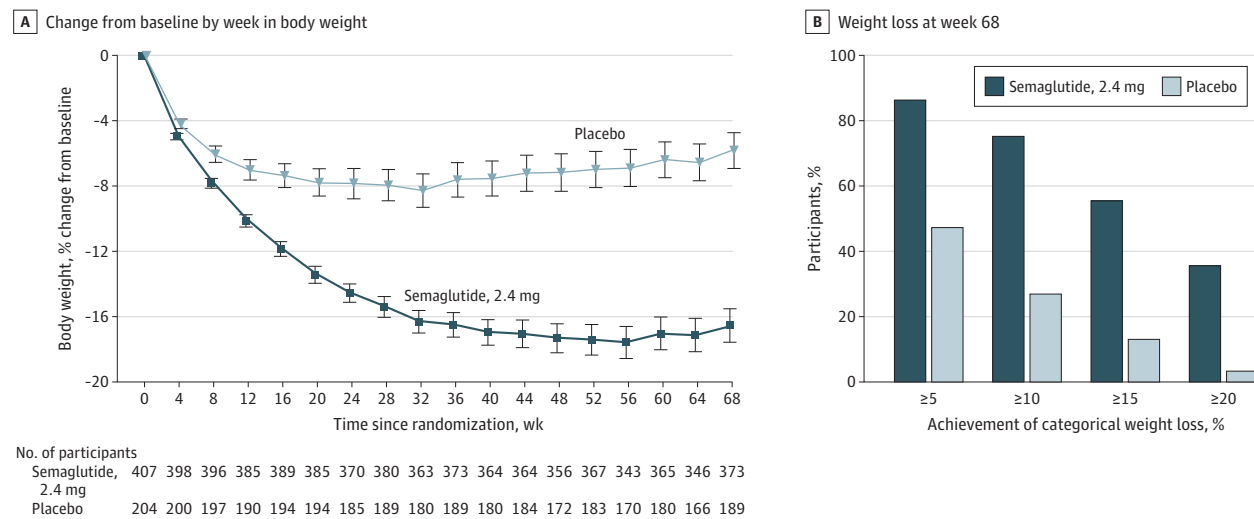 A Change from baseline by week in body weight
0
-4
-8
-12
-16
-20
Body weight, % change from baseline
Placebo
Semaglutide, 2.4 mg
0 4 8 12 16 20 24 28 32 36 40 44 48 52 56 60 64 68
Time since randomization, wk
No. of participants
Semaglutide, 407 398 396 385 389 385 370 380 363 373 364 364 356 367 343 365 346 373
2.4 mg
Placebo 204 200 197 190 194 194 185 189 180 189 180 184 172 183 170 180 166 189
B Weight loss at week 68
100
80
60
40
20
0
Participants, %
Semaglutide, 2.4 mg Placebo
≥5 ≥10 ≥15 ≥20
Achievement of categorical weight loss, %